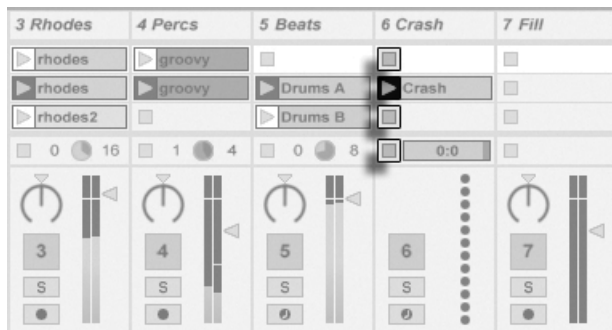 3 Rhodes 4 Percs 5 Beats 6 Crash 7 Fill
rhodes groovy
rhodes groovy Drums A Crash
rhodes2 Drums B
0 16 1 4 0 8 0:0
3 4 5 6 7
S S S S S